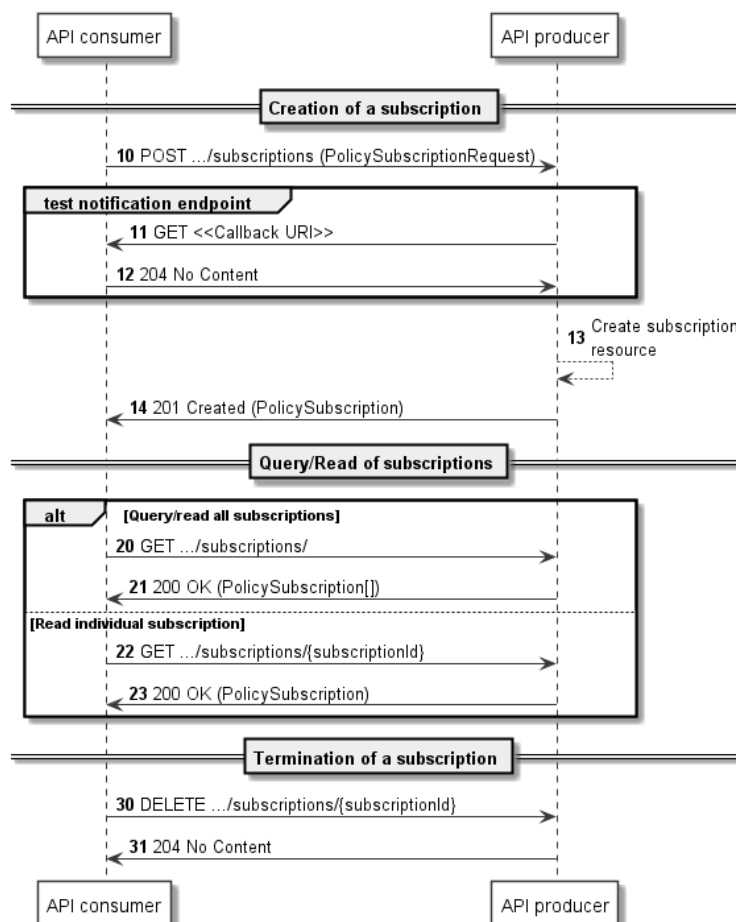 API consumer API producer
Creation of a subscription
10 POST .../subscriptions (PolicySubscriptionRequest)
test notification endpoint
11 GET <<Callback URI>>
12 204 No Content
13 Create subscription
resource
14 201 Created (PolicySubscription)
Query/Read of subscriptions
alt [Query/read all subscriptions]
20 GET .../subscriptions/
21 200 OK (PolicySubscription[])
[Read individual subscription]
22 GET .../subscriptions/{subscriptionId}
23 200 OK (PolicySubscription)
Termination of a subscription
30 DELETE .../subscriptions/{subscriptionId}
31 204 No Content
API consumer API producer